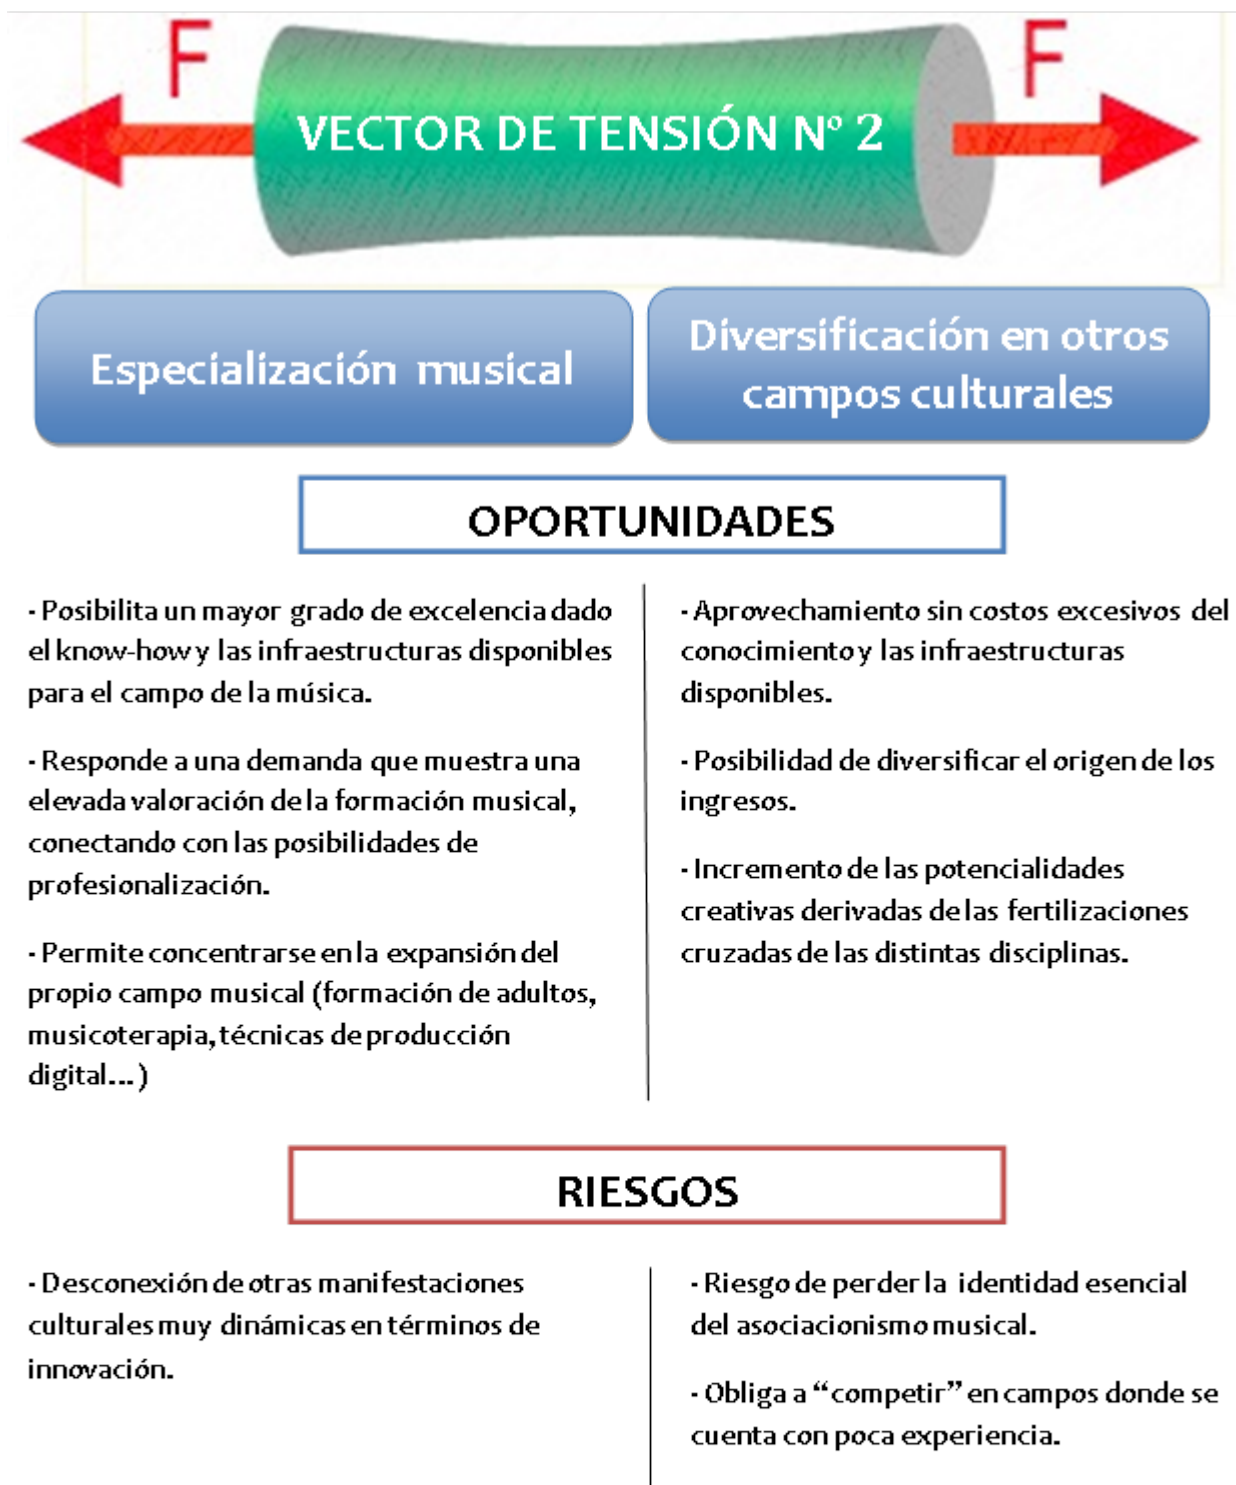 F
F
VECTOR DE TENSIÓN Nº 2
Especialización musical
Diversificación en otros
campos culturales
OPORTUNIDADES
- Posibilita un mayor grado de excelencia dado
el know-how y las infraestructuras disponibles
para el campo de la música.
- Responde a una demanda que muestra una
elevada valoración de la formación musical,
conectando con las posibilidades de
profesionalización.
- Permite concentrarse en la expansión del
propio campo musical (formación de adultos,
musicoterapia, técnicas de producción
digital...)
- Aprovechamiento sin costos excesivos del
conocimiento y las infraestructuras
disponibles.
- Posibilidad de diversificar el origen de los
ingresos.
- Incremento de las potencialidades
creativas derivadas de las fertilizaciones
cruzadas de las distintas disciplinas.
RIESGOS
- Desconexión de otras manifestaciones
culturales muy dinámicas en términos de
innovación.
- Riesgo de perder la identidad esencial
del asociacionismo musical.
- Obliga a “competir” en campos donde se
cuenta con poca experiencia.